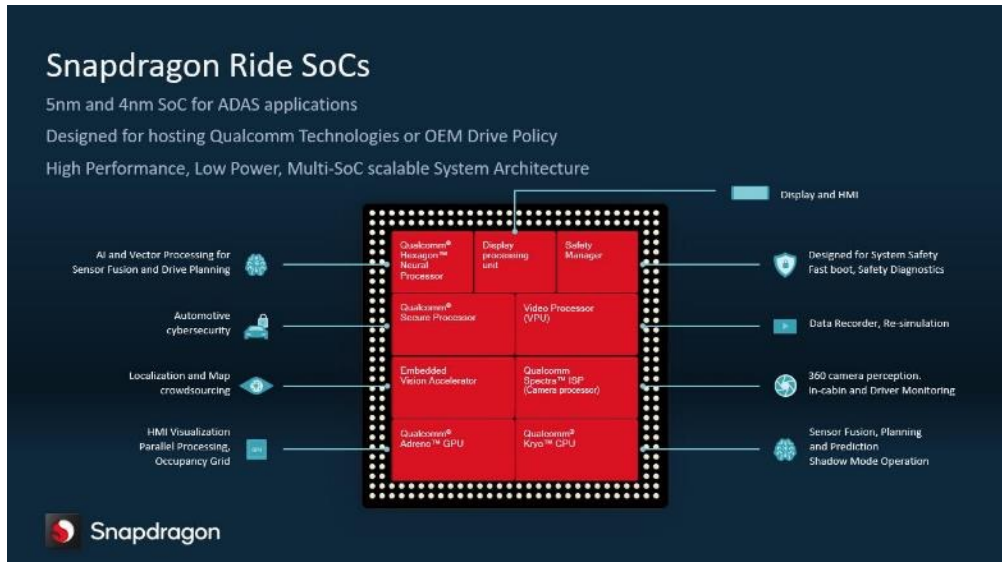 Snapdragon Ride SoCs
5nm and 4nm SoC for ADAS applications
Designed for hosting Qualcomm Technologies or OEM Drive Policy
High Performance, Low Power, Multi-SoC scalable System Architecture
Display and HMI
AI and Vector Processing for
Sensor Fusion and Drive Planning
Automotive
cybersecurity
Localization and Map
crowdsourcing
HMI Visualization
Parallel Processing,
Occupancy Grid
Qualcomm®
Hexagon™
Neural
Processor
Display
processing
unit
Safety
Manager
Qualcomm®
Secure Processor
Video Processor
(VPU)
Embedded
Vision Accelerator
Qualcomm
Spectra™ ISP
(Camera processor)
Qualcomm®
Adreno™ GPU
Qualcomm®
Kryo™ CPU
Designed for System Safety
Fast boot, Safety Diagnostics
Data Recorder, Re-simulation
360 camera perception.
In-cabin and Driver Monitoring
Sensor Fusion, Planning
and Prediction
Shadow Mode Operation
Snapdragon